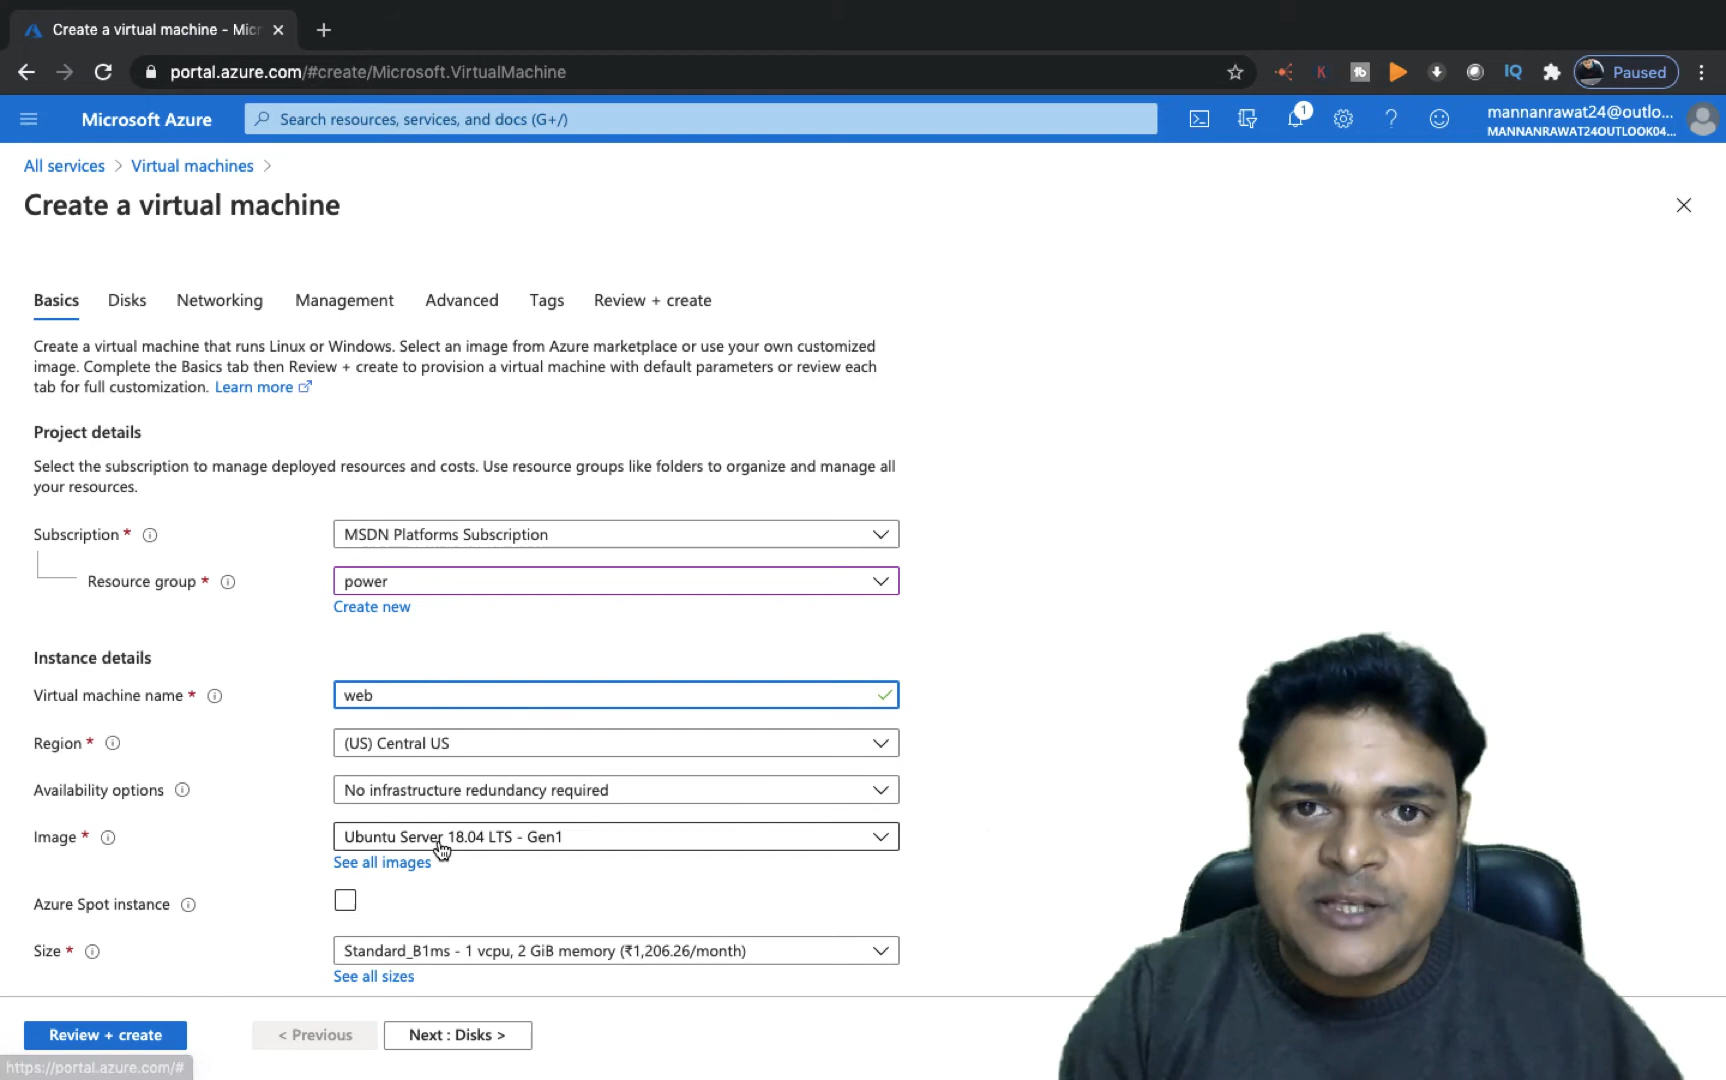 Create a virtual machine - Micr
portal.azure.com/#create/Microsoft.VirtualMachine
K
tb
IQ
Paused
Microsoft Azure
Search resources, services, and docs (G+/)
1
mannanrawat24@outlo...
MANNANRAWAT24OUTLOOK04...
All services > Virtual machines >
Create a virtual machine
Basics Disks Networking Management Advanced Tags Review + create
Create a virtual machine that runs Linux or Windows. Select an image from Azure marketplace or use your own customized
image. Complete the Basics tab then Review + create to provision a virtual machine with default parameters or review each
tab for full customization. Learn more
Project details
Select the subscription to manage deployed resources and costs. Use resource groups like folders to organize and manage all
your resources.
Subscription * MSDN Platforms Subscription
Resource group * power
Create new
Instance details
Virtual machine name * web
Region * (US) Central US
Availability options No infrastructure redundancy required
Image * Ubuntu Server 18.04 LTS - Gen1
See all images
Azure Spot instance
Size * Standard_B1ms - 1 vcpu, 2 GiB memory (₹1,206.26/month)
See all sizes
Review + create < Previous Next : Disks >
https://portal.azure.com/#